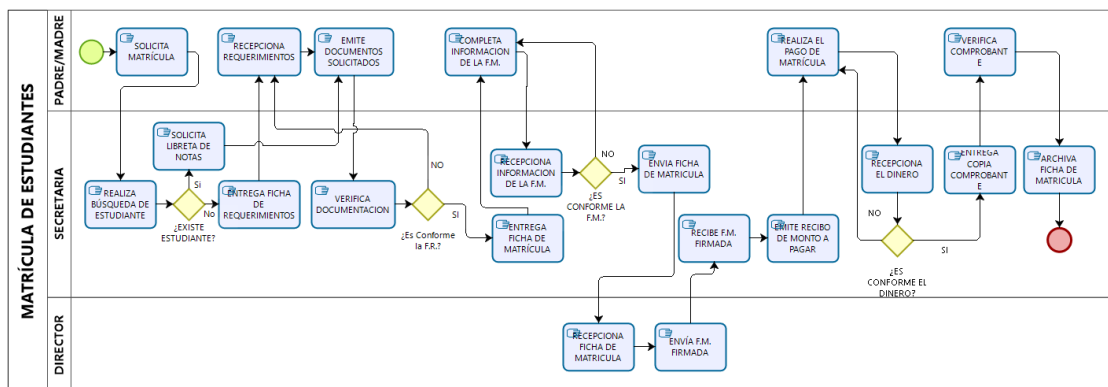 MATRÍCULA DE ESTUDIANTES
PADRE/MADRE
SOLICITA
MATRÍCULA
RECEPCIONA
REQUERIMIENTOS
EMITE
DOCUMENTOS
SOLICITADOS
COMPLETA
INFORMACION
DE LA F.M.
REALIZA EL
PAGO DE
MATRÍCULA
VERIFICA
COMPROBANT
E
SECRETARIA
SOLICITA
LIBRETA DE
NOTAS
REALIZA
BÚSQUEDA DE
ESTUDIANTE
SI
No
¿EXISTE
ESTUDIANTE?
ENTREGA FICHA
DE
REQUERIMIENTOS
VERIFICA
DOCUMENTACION
NO
SI
¿Es Conforme
la F.R.?
ENTREGA
FICHA DE
MATRÍCULA
RECEPCIONA
INFORMACION
DE LA F.M.
NO
SI
¿ES
CONFORME LA
F.M.?
ENVIA FICHA
DE MATRICULA
RECIBE F.M.
FIRMADA
EMITE RECIBO
DE MONTO A
PAGAR
RECEPCIONA
EL DINERO
NO
SI
¿ES
CONFORME EL
DINERO?
ENTREGA
COPIA
COMPROBANT
E
ARCHIVA
FICHA DE
MATRICULA
DIRECTOR
RECEPCIONA
FICHA DE
MATRICULA
ENVÍA F.M.
FIRMADA